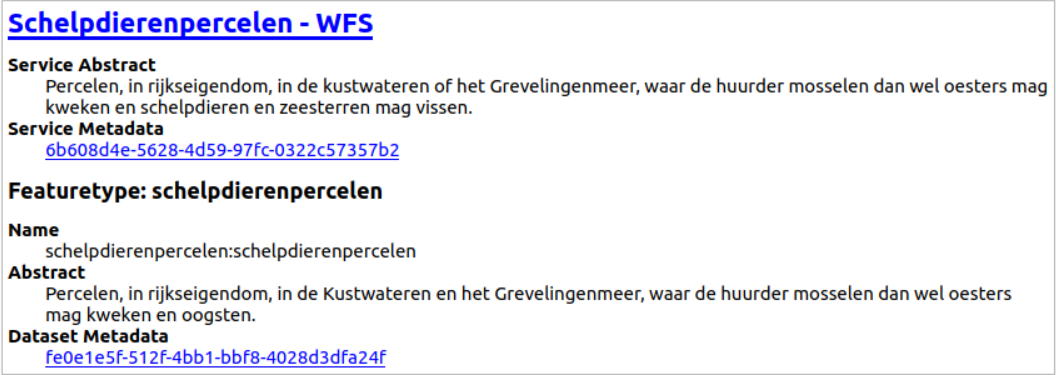 Schelpdierenpercelen - WFS
Service Abstract
Percelen, in rijkseigendom, in de kustwateren of het Grevelingenmeer, waar de huurder mosselen dan wel oesters mag
kweken en schelpdieren en zeesterren mag vissen.
Service Metadata
6b608d4e-5628-4d59-97fc-0322c57357b2
Featuretype: schelpdierenpercelen
Name
schelpdierenpercelen:schelpdierenpercelen
Abstract
Percelen, in rijkseigendom, in de Kustwateren en het Grevelingenmeer, waar de huurder mosselen dan wel oesters
mag kweken en oogsten.
Dataset Metadata
fe0e1e5f-512f-4bb1-bbf8-4028d3dfa24f